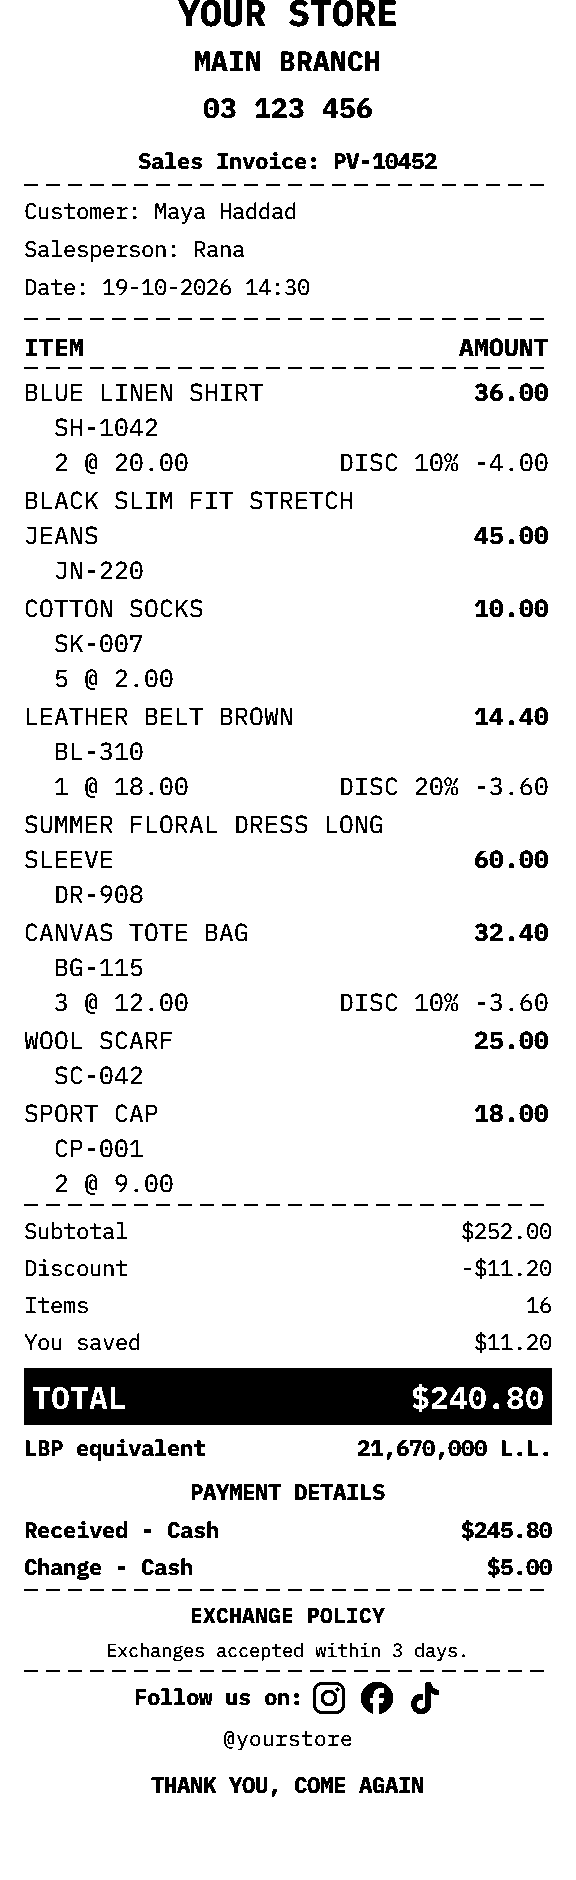 YOUR STORE
MAIN BRANCH
03 123 456
Sales Invoice: PV-10452
Customer: Maya Haddad
Salesperson: Rana
Date: 19-10-2026 14:30
ITEM AMOUNT
BLUE LINEN SHIRT 36.00
SH-1042
2 @ 20.00 DISC 10% -4.00
BLACK SLIM FIT STRETCH
JEANS 45.00
JN-220
COTTON SOCKS 10.00
SK-007
5 @ 2.00
LEATHER BELT BROWN 14.40
BL-310
1 @ 18.00 DISC 20% -3.60
SUMMER FLORAL DRESS LONG
SLEEVE 60.00
DR-908
CANVAS TOTE BAG 32.40
BG-115
3 @ 12.00 DISC 10% -3.60
WOOL SCARF 25.00
SC-042
SPORT CAP 18.00
CP-001
2 @ 9.00
Subtotal $252.00
Discount -$11.20
Items 16
You saved $11.20
TOTAL $240.80
LBP equivalent 21,670,000 L.L.
PAYMENT DETAILS
Received - Cash $245.80
Change - Cash $5.00
EXCHANGE POLICY
Exchanges accepted within 3 days.
Follow us on:
@yourstore
THANK YOU, COME AGAIN